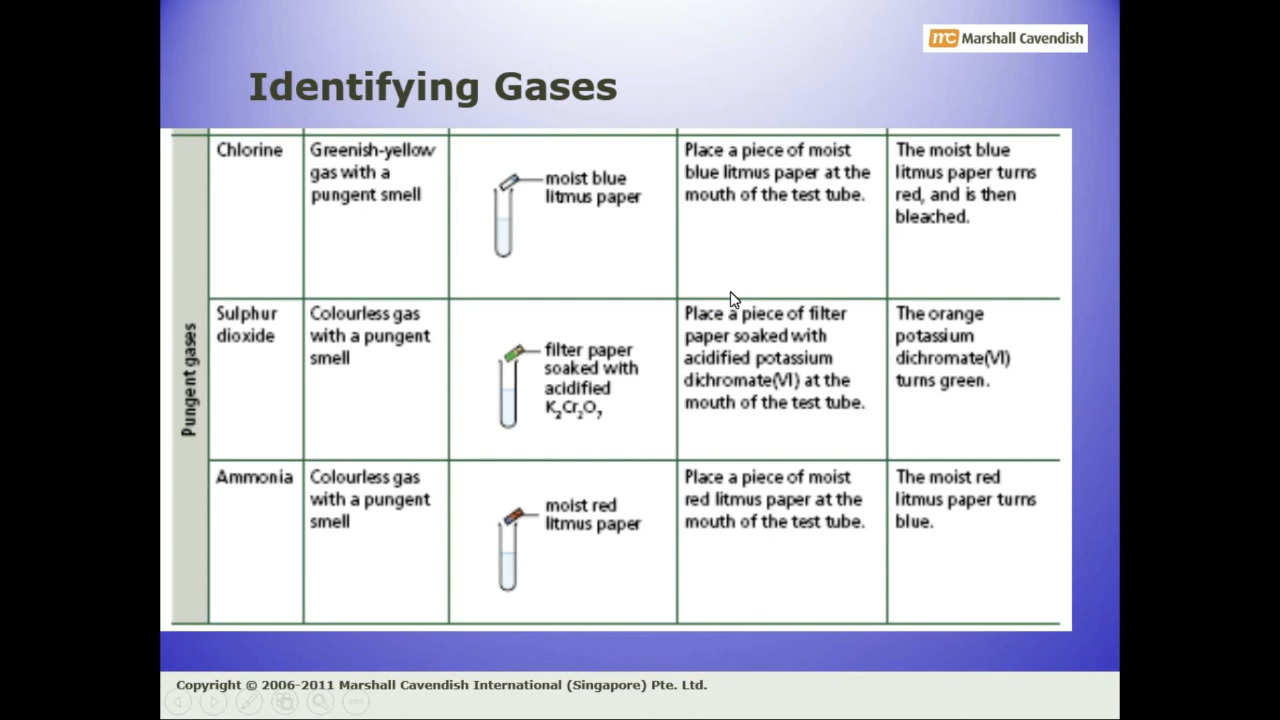 mc Marshall Cavendish
Identifying Gases
Pungent gases
Chlorine
Greenish-yellow
gas with a
pungent smell
moist blue
litmus paper
Place a piece of moist
blue litmus paper at the
mouth of the test tube.
The moist blue
litmus paper turns
red, and is then
bleached.
Sulphur
dioxide
Colourless gas
with a pungent
smell
filter paper
soaked with
acidified
K₂Cr₂O₇
Place a piece of filter
paper soaked with
acidified potassium
dichromate(VI) at the
mouth of the test tube.
The orange
potassium
dichromate(VI)
turns green.
Ammonia
Colourless gas
with a pungent
smell
moist red
litmus paper
Place a piece of moist
red litmus paper at the
mouth of the test tube.
The moist red
litmus paper turns
blue.
Copyright © 2006-2011 Marshall Cavendish International (Singapore) Pte. Ltd.